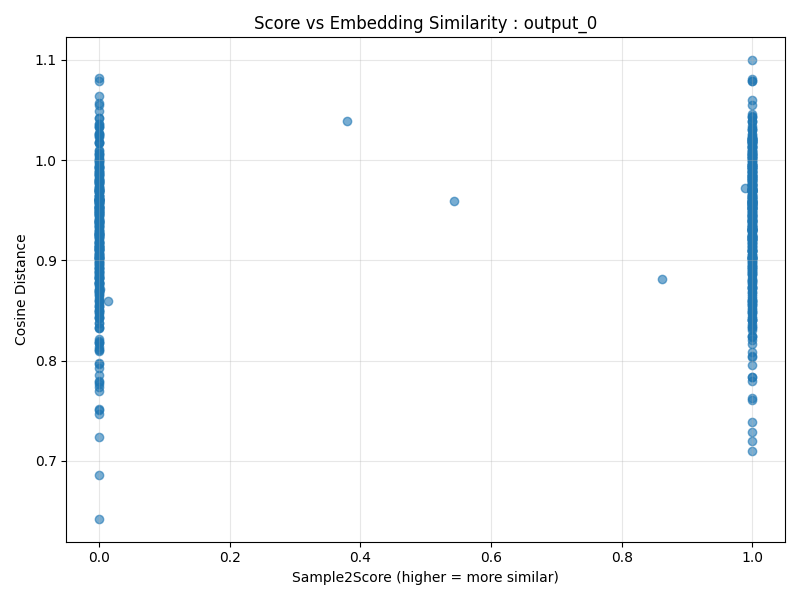 Score vs Embedding Similarity : output_0
1.1
1.0
0.9
0.8
0.7
Cosine Distance
0.0 0.2 0.4 0.6 0.8 1.0
Sample2Score (higher = more similar)